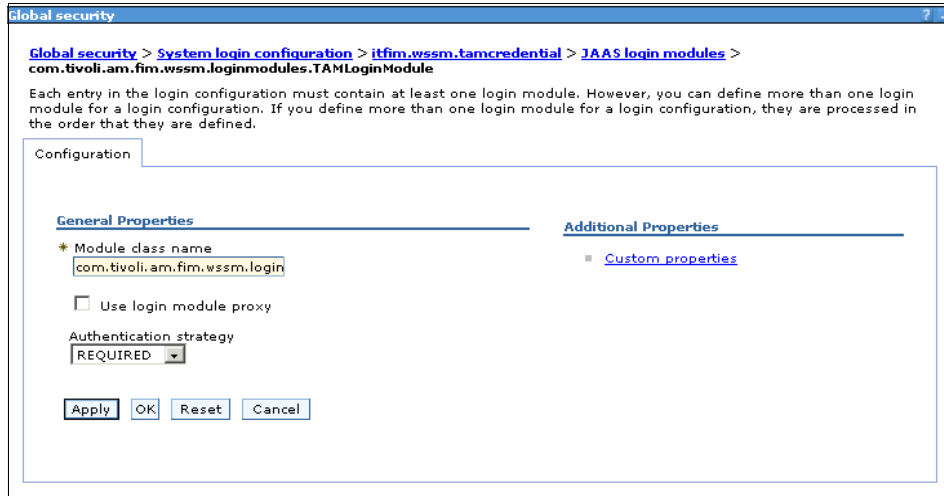 Global security
?
Global security > System login configuration > itfim.wssm.tamcredential > JAAS login modules >
com.tivoli.am.fim.wssm.loginmodules.TAMLoginModule
Each entry in the login configuration must contain at least one login module. However, you can define more than one login
module for a login configuration. If you define more than one login module for a login configuration, they are processed in
the order that they are defined.
Configuration
General Properties
Additional Properties
* Module class name
com.tivoli.am.fim.wssm.login
Custom properties
Use login module proxy
Authentication strategy
REQUIRED
Apply OK Reset Cancel